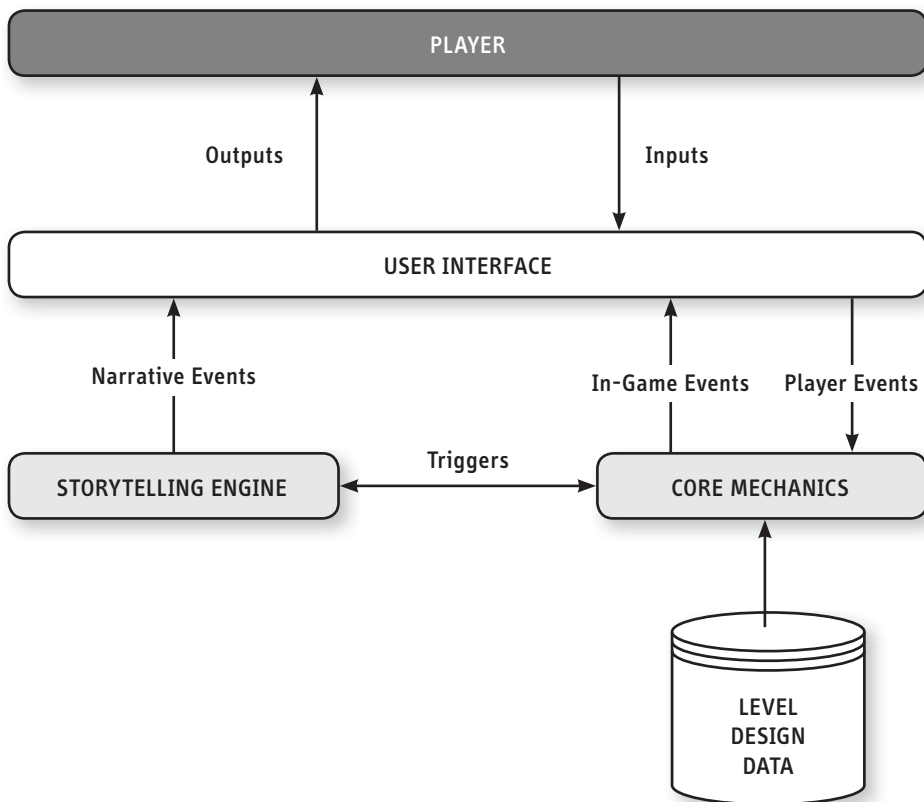 PLAYER
Outputs
Inputs
USER INTERFACE
Narrative Events
In-Game Events
Player Events
Triggers
STORYTELLING ENGINE
CORE MECHANICS
LEVEL
DESIGN
DATA